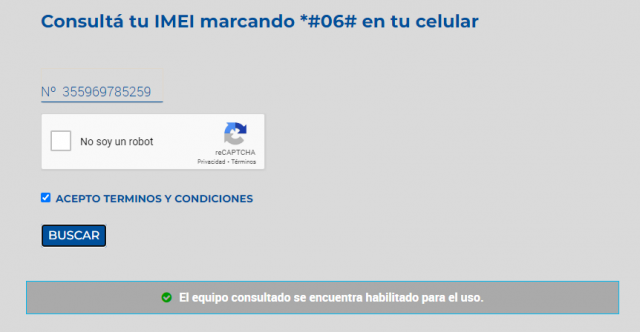 Consultá tu IMEI marcando *#06# en tu celular
Nº 355969785259
No soy un robot
reCAPTCHA
Privacidad - Términos
ACEPTO TERMINOS Y CONDICIONES
BUSCAR
El equipo consultado se encuentra habilitado para el uso.